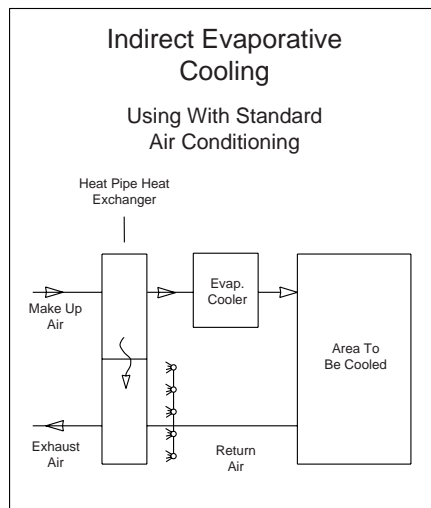 Indirect Evaporative
Cooling
Using With Standard
Air Conditioning
Heat Pipe Heat
Exchanger
Make Up
Air
Evap.
Cooler
Area To
Be Cooled
Exhaust
Air
Return
Air